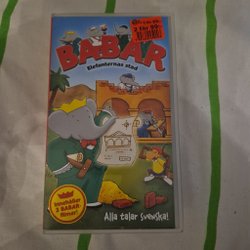 BABAR
Elefanternas stad
Innehåller
3 BABAR
filmer!
Alla talar svenska!